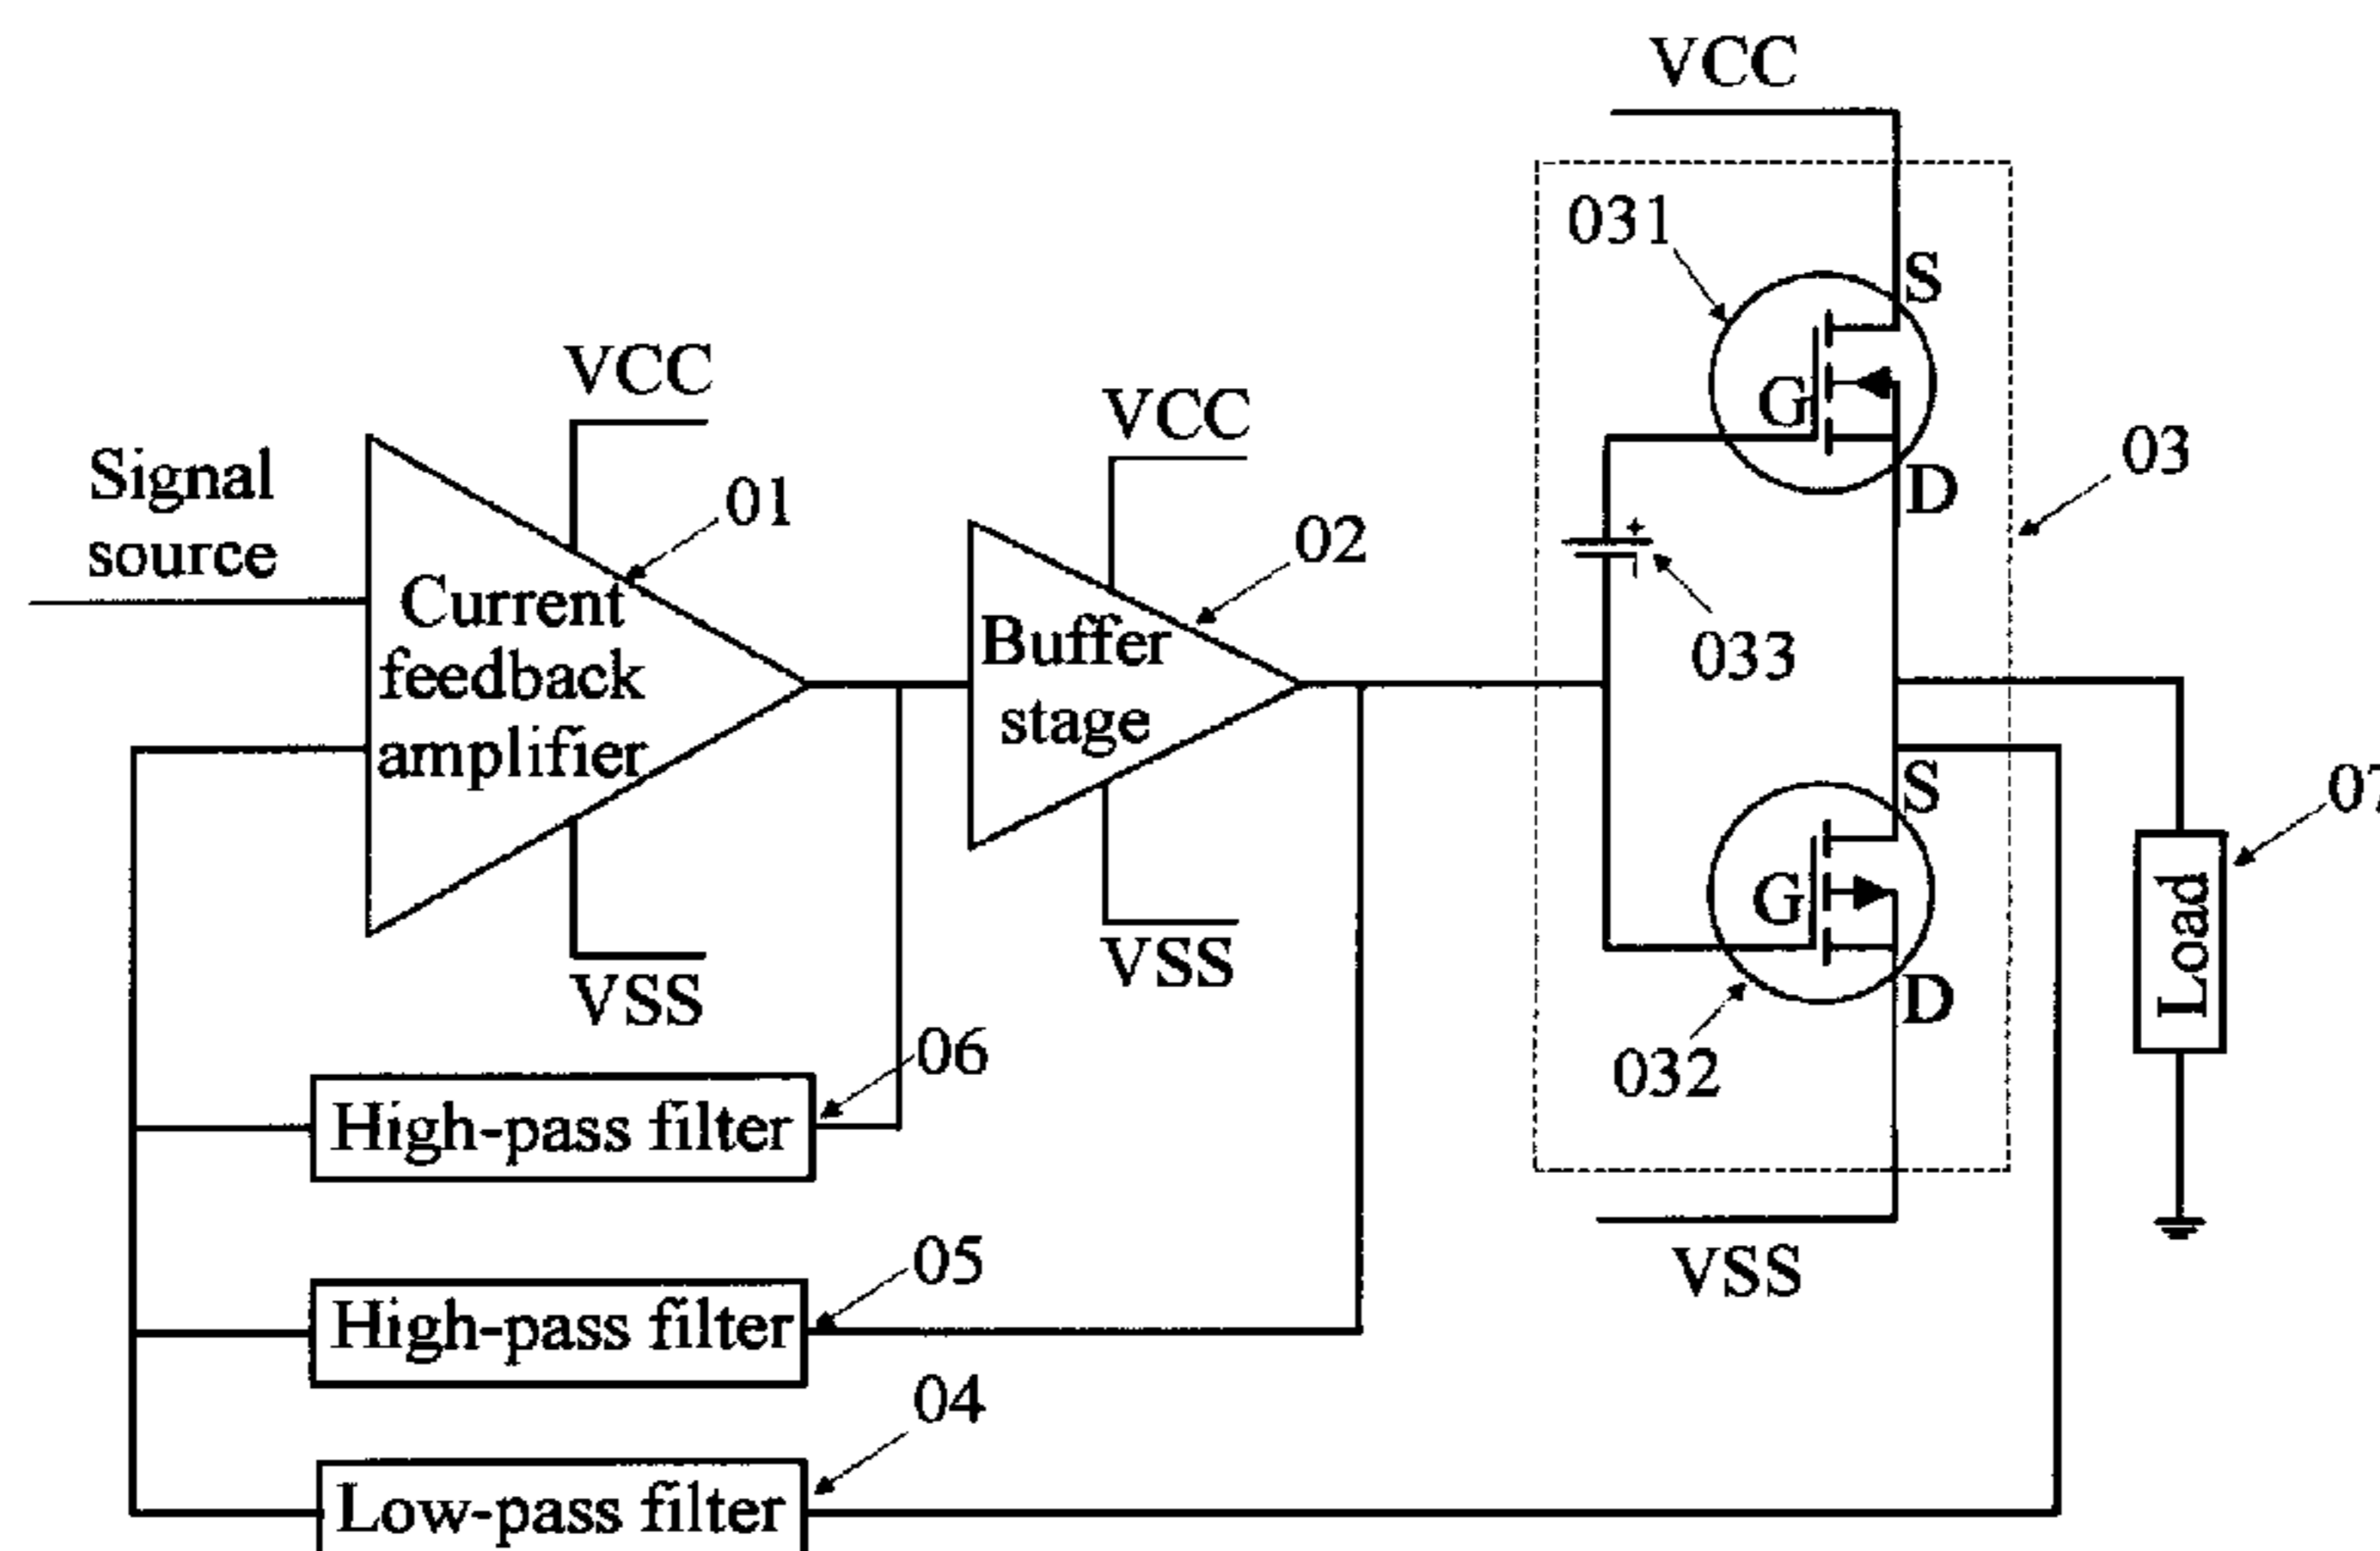 VCC
031
S
G
D
03
VCC
VCC
Signal
source
01
02
Current
feedback
amplifier
Buffer
stage
033
S
G
D
07
Load
VSS
VSS
032
06
High-pass filter
05
High-pass filter
VSS
04
Low-pass filter